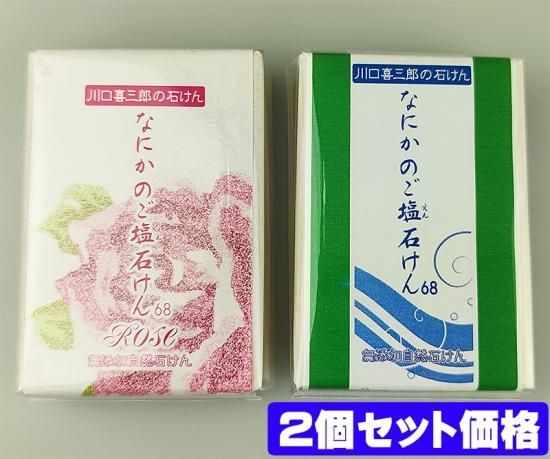 川口喜三郎の石けん
なにかのご塩石けん68
ROSE
無添加自然石けん
川口喜三郎の石けん
なにかのご塩石けん68
えん
無添加自然石けん
2個セット価格